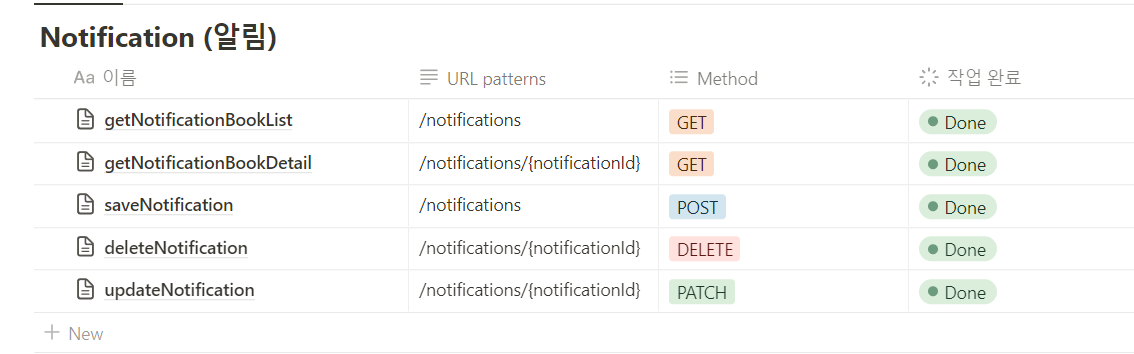 Notification (알림)
Aa 이름 URL patterns Method 작업 완료
getNotificationBookList /notifications GET Done
getNotificationBookDetail /notifications/{notificationId} GET Done
saveNotification /notifications POST Done
deleteNotification /notifications/{notificationId} DELETE Done
updateNotification /notifications/{notificationId} PATCH Done
New